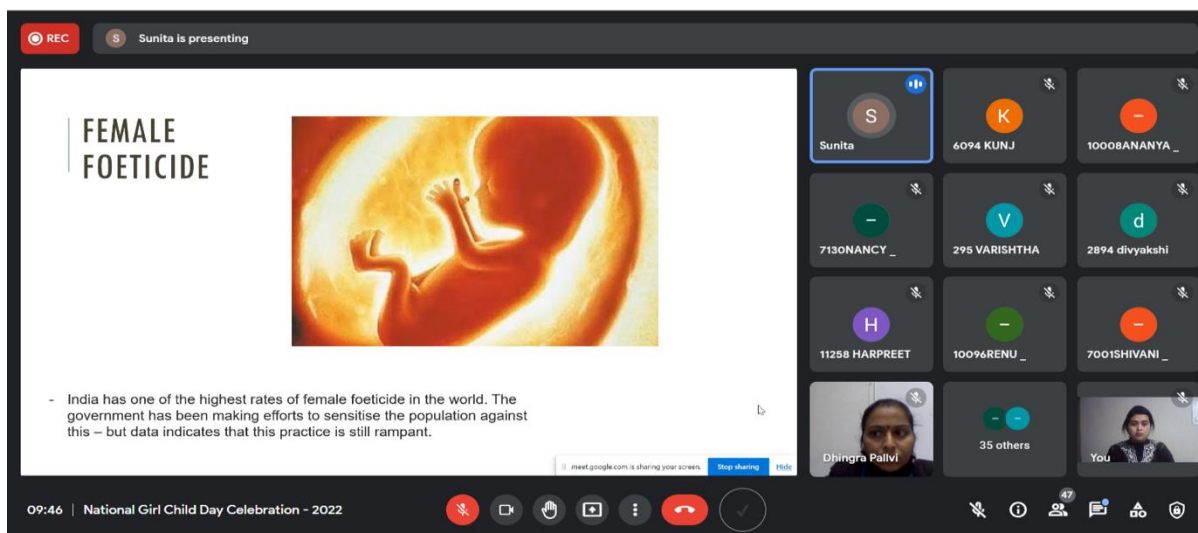 REC
S Sunita is presenting
FEMALE
FOETICIDE
- India has one of the highest rates of female foeticide in the world. The
government has been making efforts to sensitise the population against
this – but data indicates that this practice is still rampant.
meet.google.com is sharing your screen. Stop sharing Hide
S
Sunita
K
6094 KUNJ
–
10008ANANYA _
–
7130NANCY _
V
295 VARISHTHA
d
2894 divyakshi
H
11258 HARPREET
–
10096RENU _
–
7001SHIVANI _
Dhingra Pallvi
– –
35 others
You
09:46 | National Girl Child Day Celebration - 2022
47